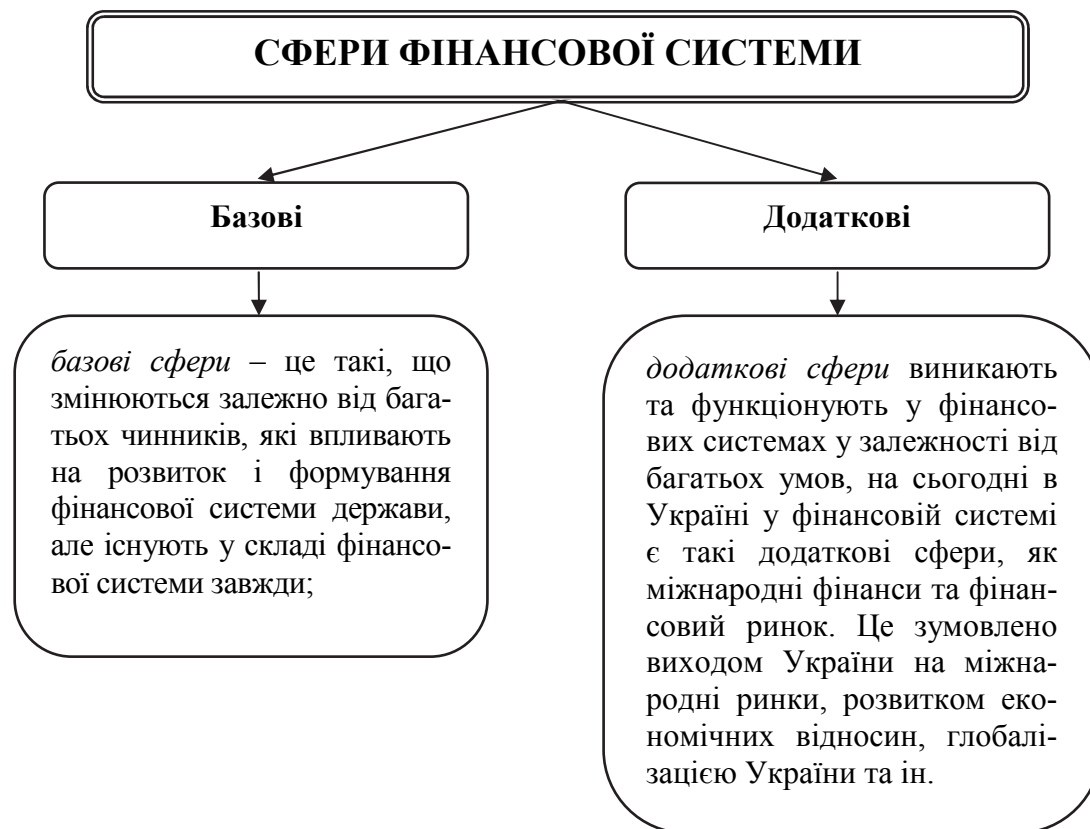 СФЕРИ ФІНАНСОВОЇ СИСТЕМИ
Базові
Додаткові
базові сфери – це такі, що
змінюються залежно від бага-
тьох чинників, які впливають
на розвиток і формування
фінансової системи держави,
але існують у складі фінансо-
вої системи завжди;
додаткові сфери виникають
та функціонують у фінансо-
вих системах у залежності від
багатьох умов, на сьогодні в
Україні у фінансовій системі
є такі додаткові сфери, як
міжнародні фінанси та фінан-
совий ринок. Це зумовлено
виходом України на міжна-
родні ринки, розвитком еко-
номічних відносин, глобалі-
зацією України та ін.